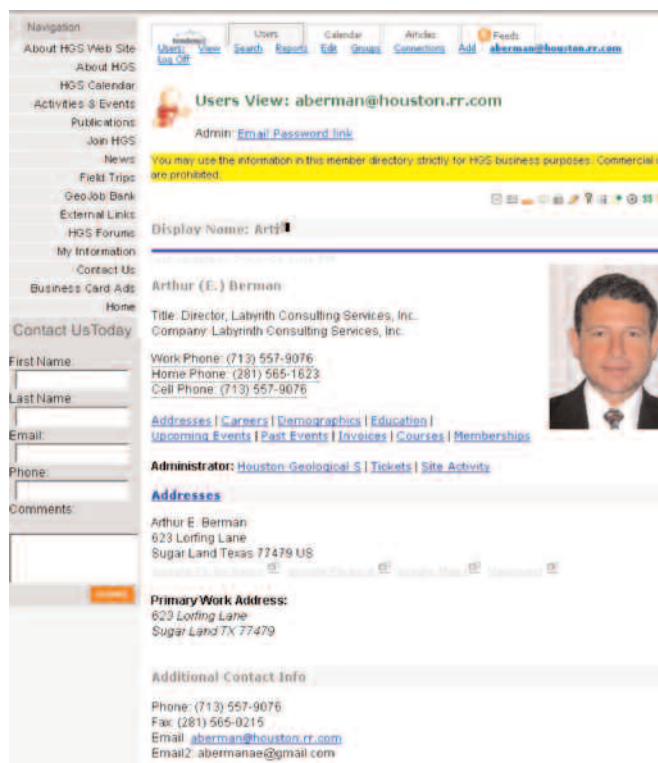 Navigation
About HGS Web Site
About HGS
HGS Calendar
Activities & Events
Publications
Join HGS
News
Field Trips
GeoJob Bank
External Links
HGS Forums
My Information
Contact Us
Business Card Ads
Home
Contact UsToday
First Name:
Last Name:
Email:
Phone:
Comments:
Users Calendar Articles Feeds
Users: View Search Reports Edit Groups Connections Add aberman@houston.rr.com
Log Off
Users View: aberman@houston.rr.com
Admin: Email Password link
You may use the information in this member directory strictly for HGS business purposes. Commercial
are prohibited.
Display Name: Arti
Arthur (E.) Berman
Title: Director, Labyrith Consulting Services, Inc.
Company: Labyrinth Consulting Services, Inc.
Work Phone: (713) 557-9076
Home Phone: (281) 565-1623
Cell Phone: (713) 557-9076
Addresses | Careers | Demographics | Education |
Upcoming Events | Past Events | Invoices | Courses | Memberships
Administrator: Houston Geological S | Tickets | Site Activity
Addresses
Arthur E. Berman
623 Lorfing Lane
Sugar Land Texas 77479 US
Primary Work Address:
623 Lorfing Lane
Sugar Land TX 77479
Additional Contact Info
Phone: (713) 557-9076
Fax: (281) 565-0215
Email: aberman@houston.rr.com
Email2: abermanae@gmail.com